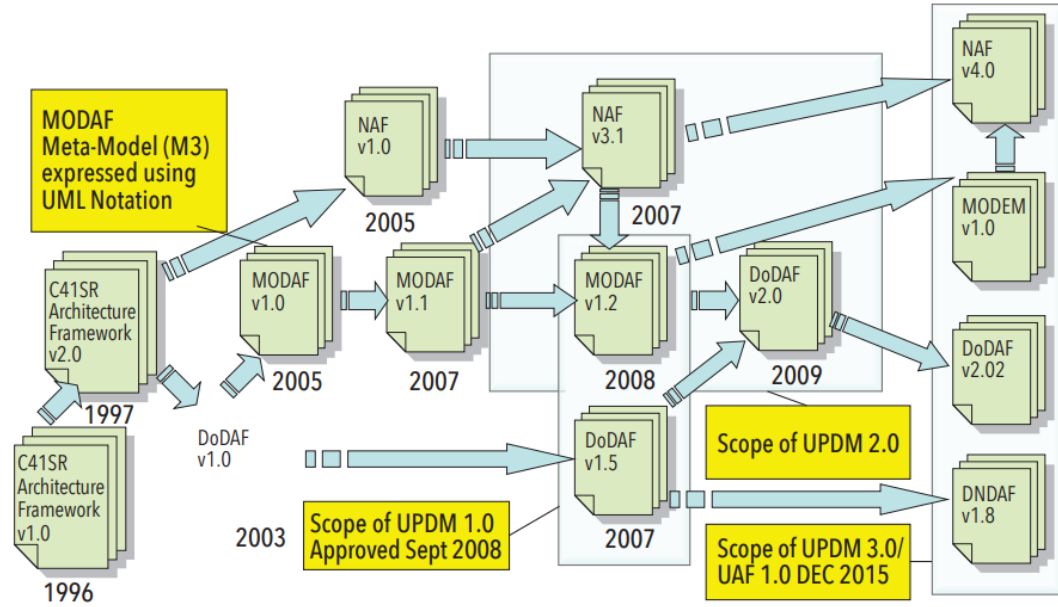 NAF
v4.0
NAF
v1.0
NAF
v3.1
MODAF
Meta-Model (M3)
expressed using
UML Notation
2005
2007
MODEM
v1.0
C41SR
Architecture
Framework
v2.0
MODAF
v1.0
MODAF
v1.1
MODAF
v1.2
DoDAF
v2.0
DoDAF
v2.02
2005
2007
2008
2009
1997
C41SR
Architecture
Framework
v1.0
DoDAF
v1.0
DoDAF
v1.5
Scope of UPDM 2.0
DNDAF
v1.8
2003
Scope of UPDM 1.0
Approved Sept 2008
2007
Scope of UPDM 3.0/
UAF 1.0 DEC 2015
1996